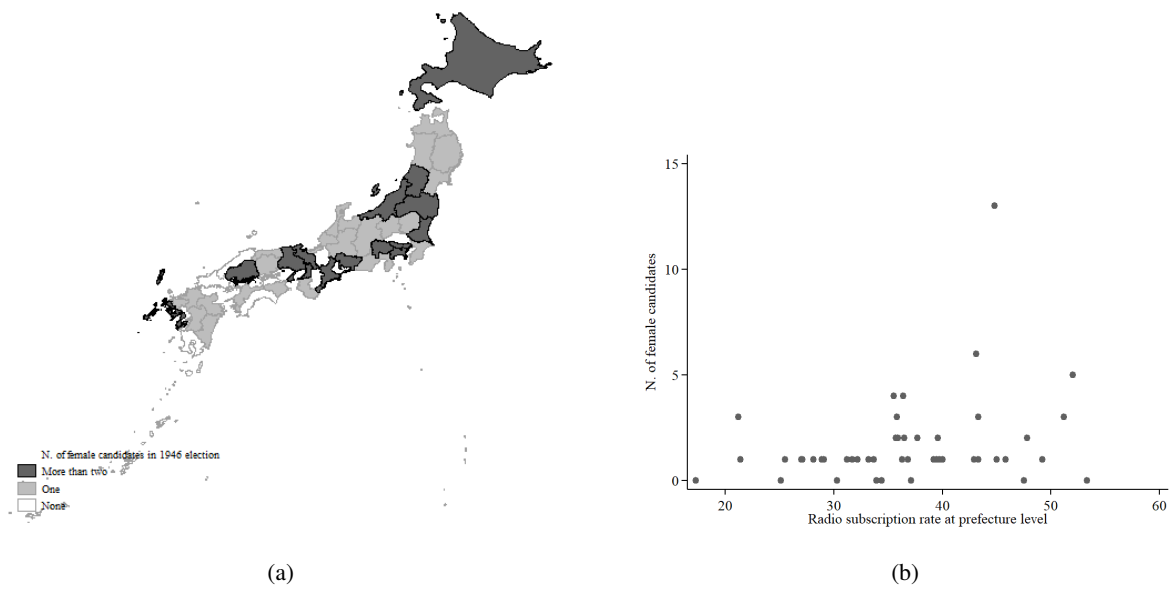 N. of female candidates in 1946 election
More than two
One
None
(a)
15
10
5
0
N. of female candidates
20 30 40 50 60
Radio subscription rate at prefecture level
(b)